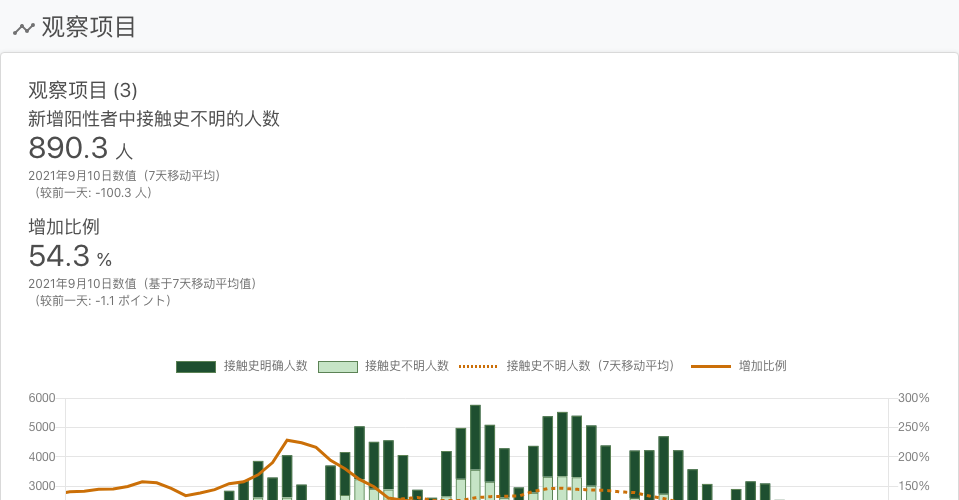 观察项目
观察项目 (3)
新增阳性者中接触史不明的人数
890.3 人
2021年9月10日数值（7天移动平均）
（较前一天: -100.3 人）
增加比例
54.3 %
2021年9月10日数值（基于7天移动平均值）
（较前一天: -1.1 ポイント）
接触史明确人数 接触史不明人数 接触史不明人数（7天移动平均） 增加比例
6000 300%
5000 250%
4000 200%
3000 150%